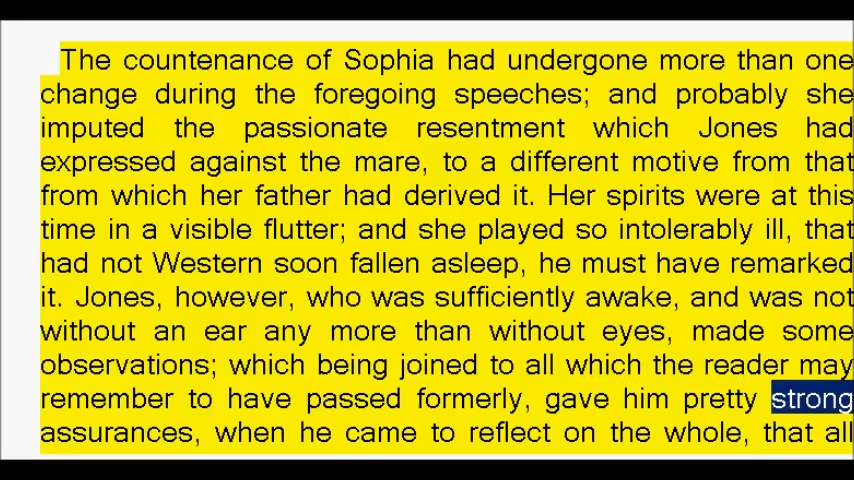 The countenance of Sophia had undergone more than one
change during the foregoing speeches; and probably she
imputed the passionate resentment which Jones had
expressed against the mare, to a different motive from that
from which her father had derived it. Her spirits were at this
time in a visible flutter; and she played so intolerably ill, that
had not Western soon fallen asleep, he must have remarked
it. Jones, however, who was sufficiently awake, and was not
without an ear any more than without eyes, made some
observations; which being joined to all which the reader may
remember to have passed formerly, gave him pretty strong
assurances, when he came to reflect on the whole, that all